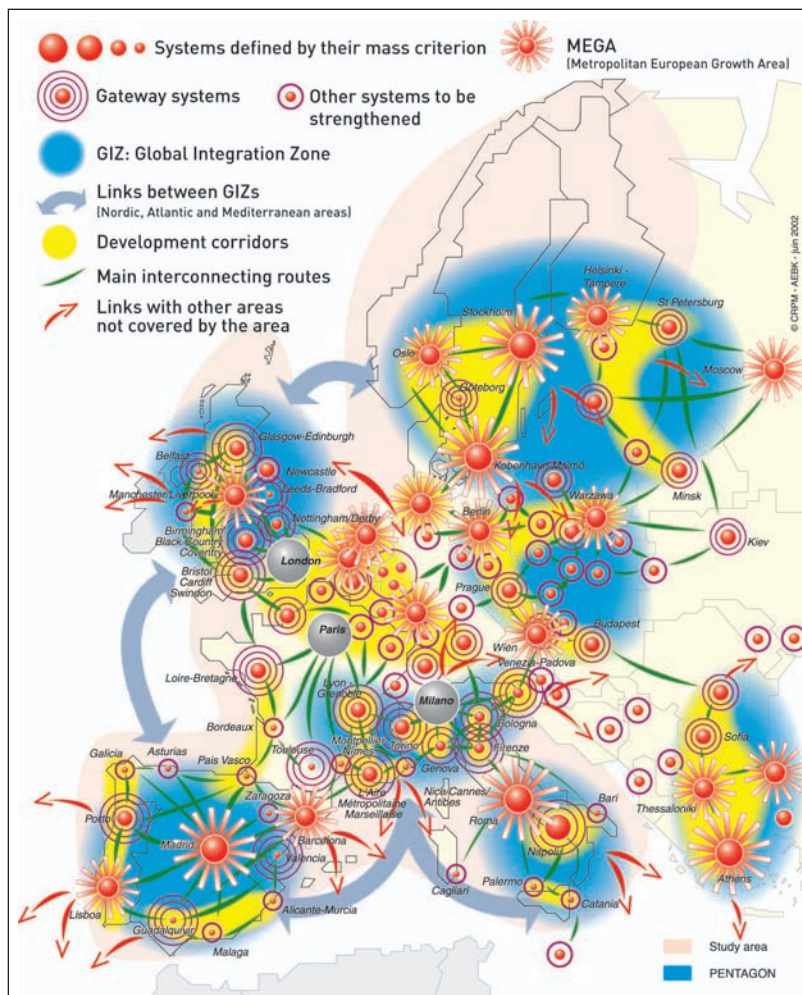 Systems defined by their mass criterion
MEGA
(Metropolitan European Growth Area)
Gateway systems
Other systems to be
strengthened
GIZ: Global Integration Zone
Links between GIZs
(Nordic, Atlantic and Mediterranean areas)
Development corridors
Main interconnecting routes
Links with other areas
not covered by the area
© CRPM - AEBK - juin 2002
Helsinki -
Tampere
St Petersburg
Stockholm
Oslo
Moscow
Göteborg
Glasgow-Edinburgh
Belfast
Newcastle
Leeds-Bradford
Manchester/Liverpool
Kobenhavn/Malmö
Berlin
Warzawa
Minsk
Nottingham/Derby
Birmingham
Black Country
Coventry
Kiev
London
Bristol
Cardiff
Swindon
Prague
Paris
Budapest
Wien
Venezia-Padova
Loire-Bretagne
Lyon -
Grenoble
Milano
Bordeaux
Bologna
Sofia
Montpellier
Nîmes
Torino
Firenze
Galicia
Asturias
Pais Vasco
Toulouse
Genova
L'Aire
Métropolitaine
Marseillaise
Nice/Cannes/
Antibes
Zaragoza
Roma
Bari
Thessaloniki
Porto
Madrid
Barcelona
Napoli
Valencia
Athens
Cagliari
Palermo
Catania
Lisboa
Alicante-Murcia
Guadalquivir
Malaga
Study area
PENTAGON